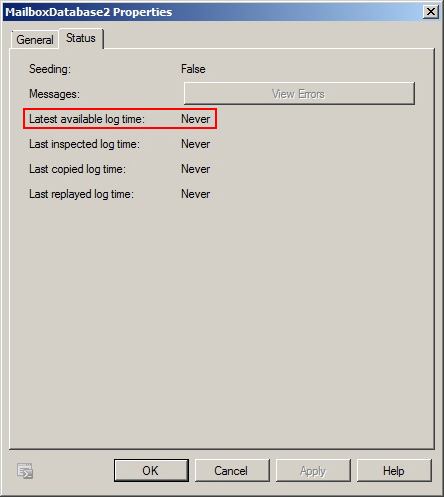 MailboxDatabase2 Properties
General Status
Seeding: False
Messages: View Errors
Latest available log time: Never
Last inspected log time: Never
Last copied log time: Never
Last replayed log time: Never
OK Cancel Apply Help